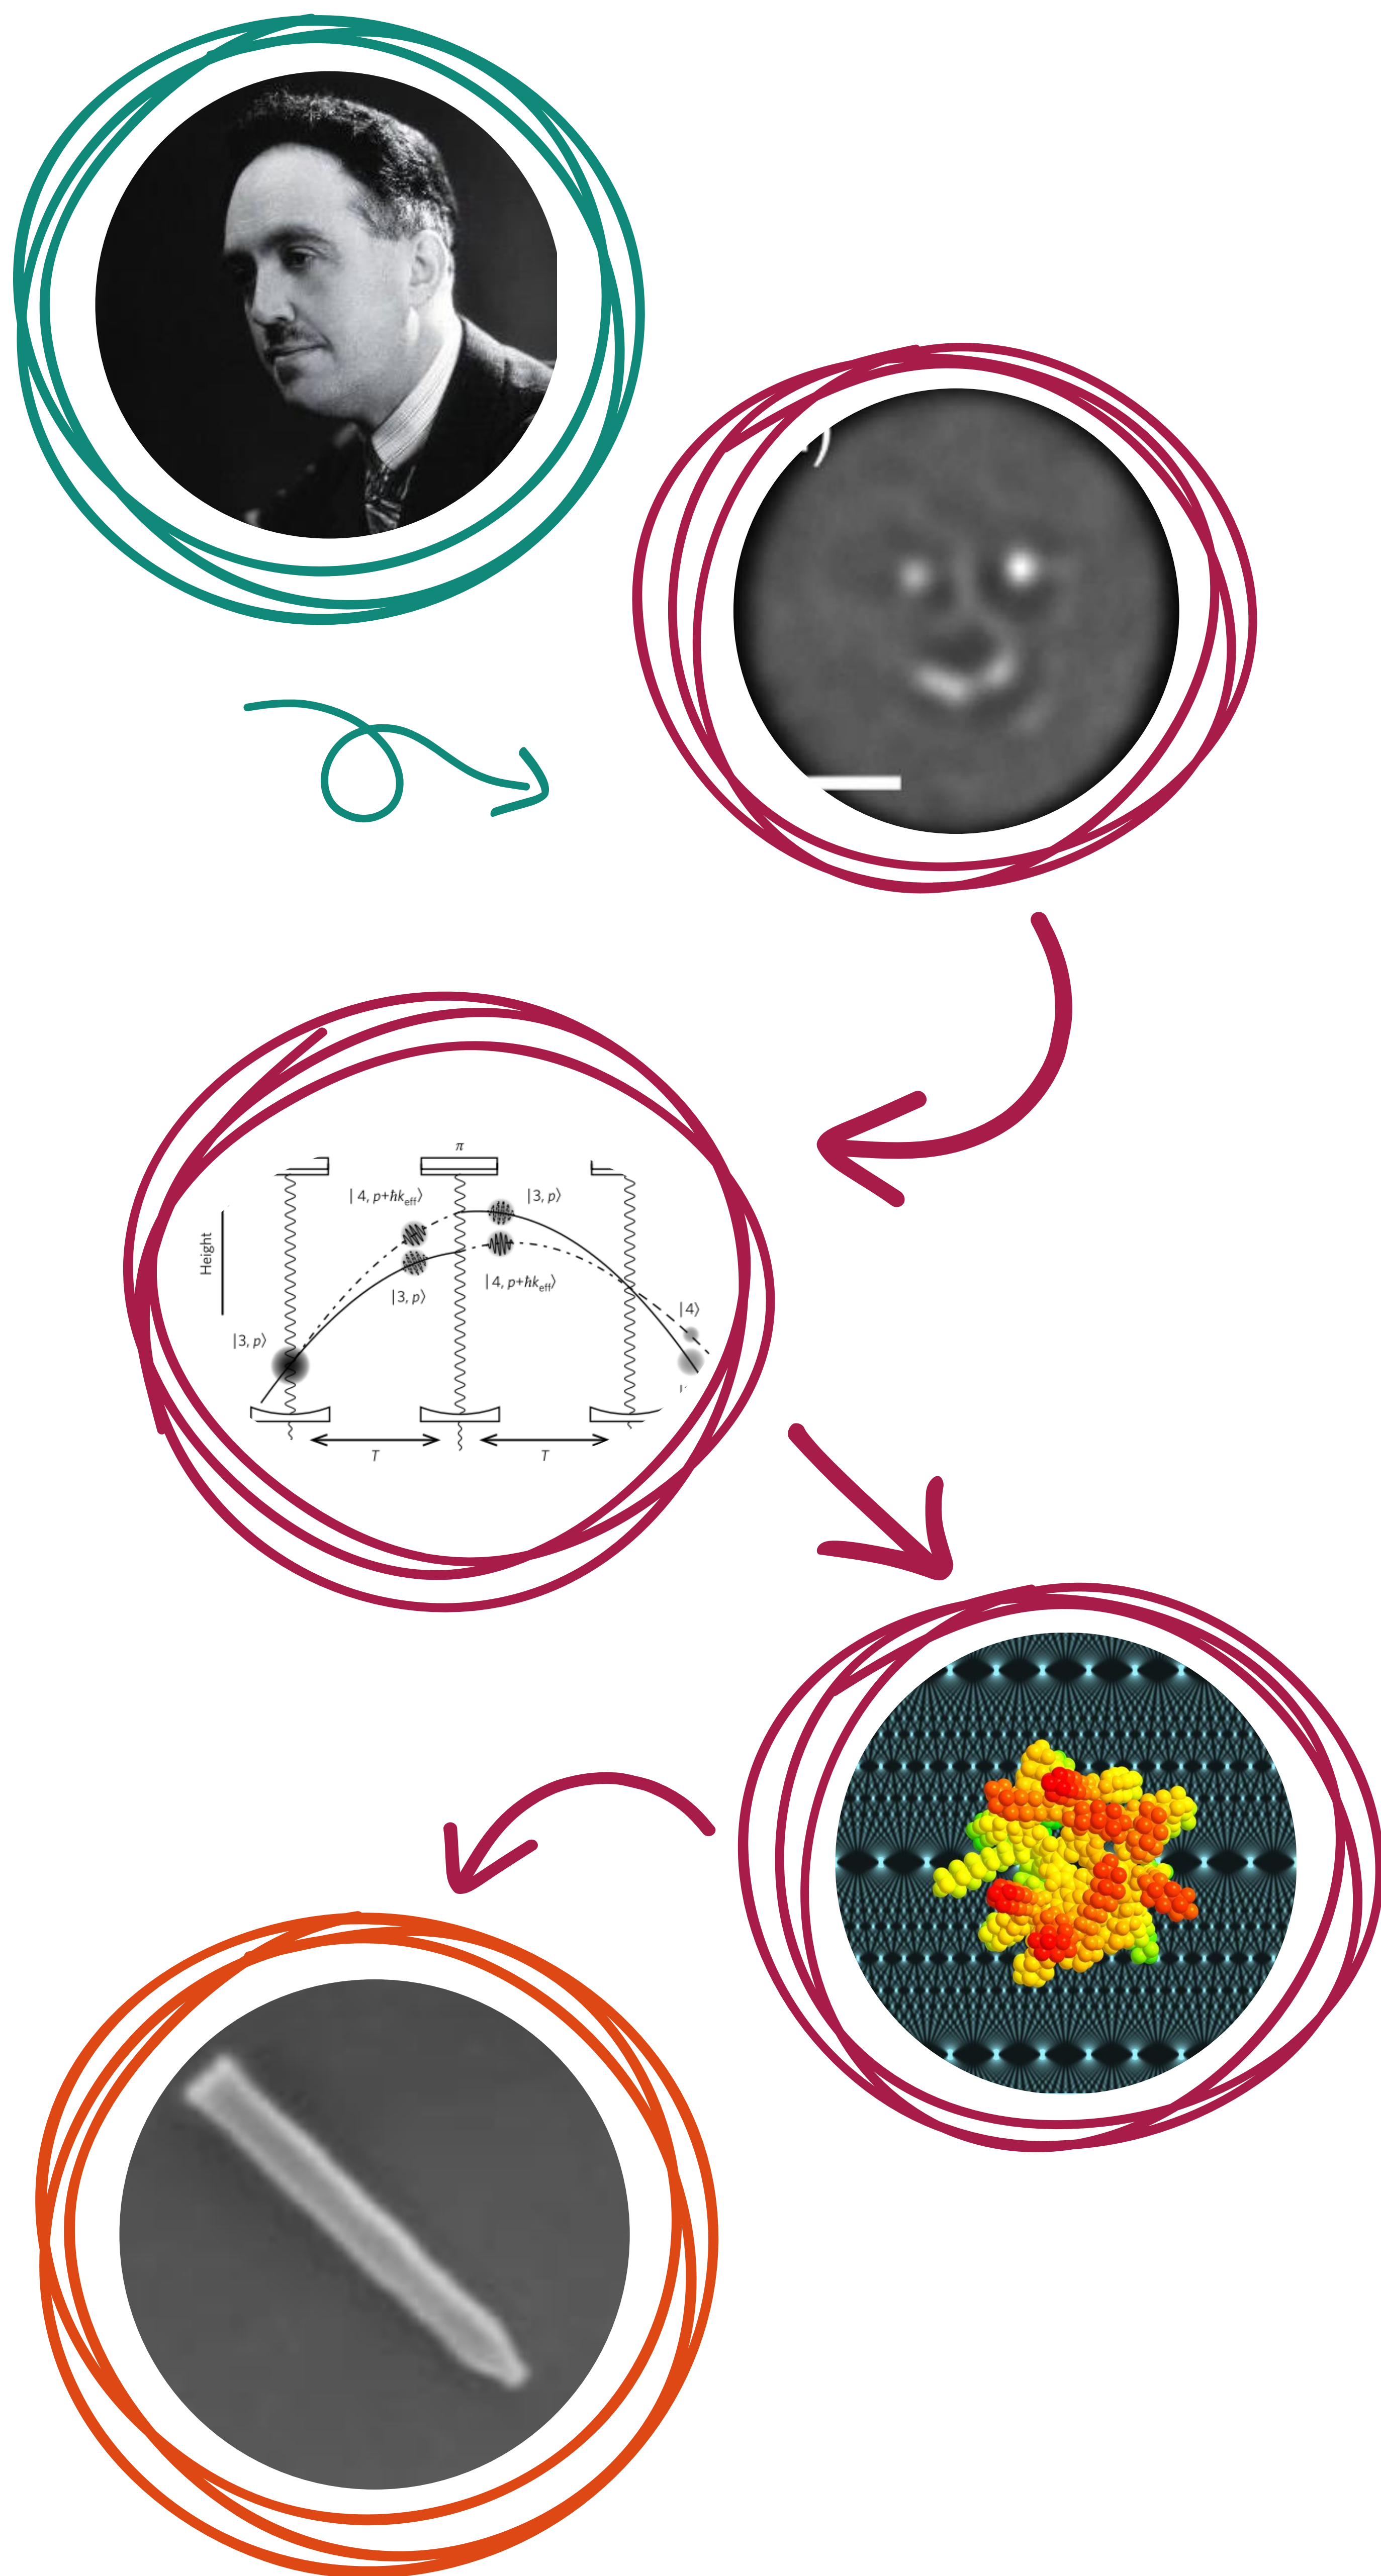 )
π
| 4, p+ħk_eff⟩
|3, p⟩
Height
|3, p⟩
| 4, p+ħk_eff⟩
|4⟩
|3, p⟩
T
T